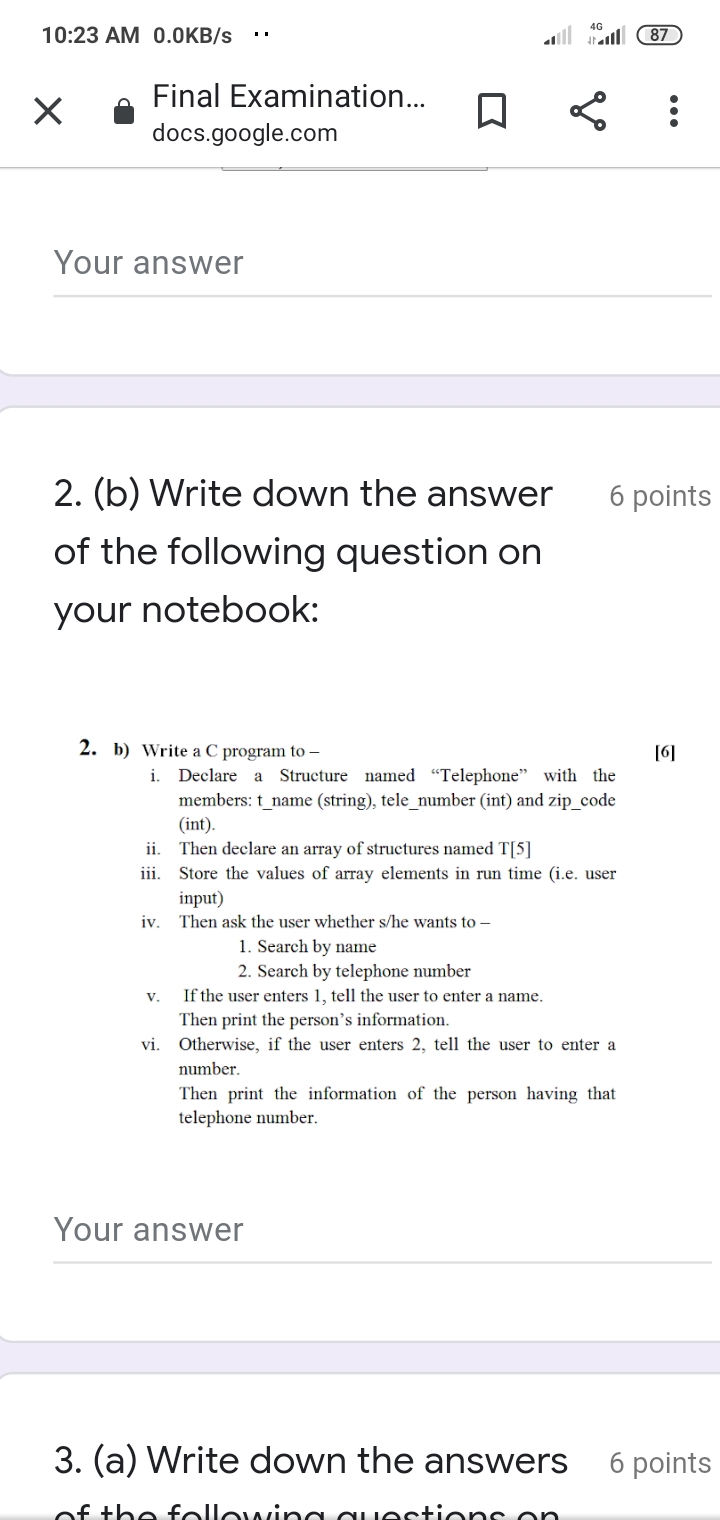 10:23 AM 0.0KB/s ··
4G
87
Final Examination...
docs.google.com
Your answer
2. (b) Write down the answer
6 points
of the following question on
your notebook:
2. b) Write a C program to –
[6]
i. Declare a Structure named “Telephone” with the
members: t_name (string), tele_number (int) and zip_code
(int).
ii. Then declare an array of structures named T[5]
iii. Store the values of array elements in run time (i.e. user
input)
iv. Then ask the user whether s/he wants to –
1. Search by name
2. Search by telephone number
v. If the user enters 1, tell the user to enter a name.
Then print the person’s information.
vi. Otherwise, if the user enters 2, tell the user to enter a
number.
Then print the information of the person having that
telephone number.
Your answer
3. (a) Write down the answers
6 points
of the following questions on